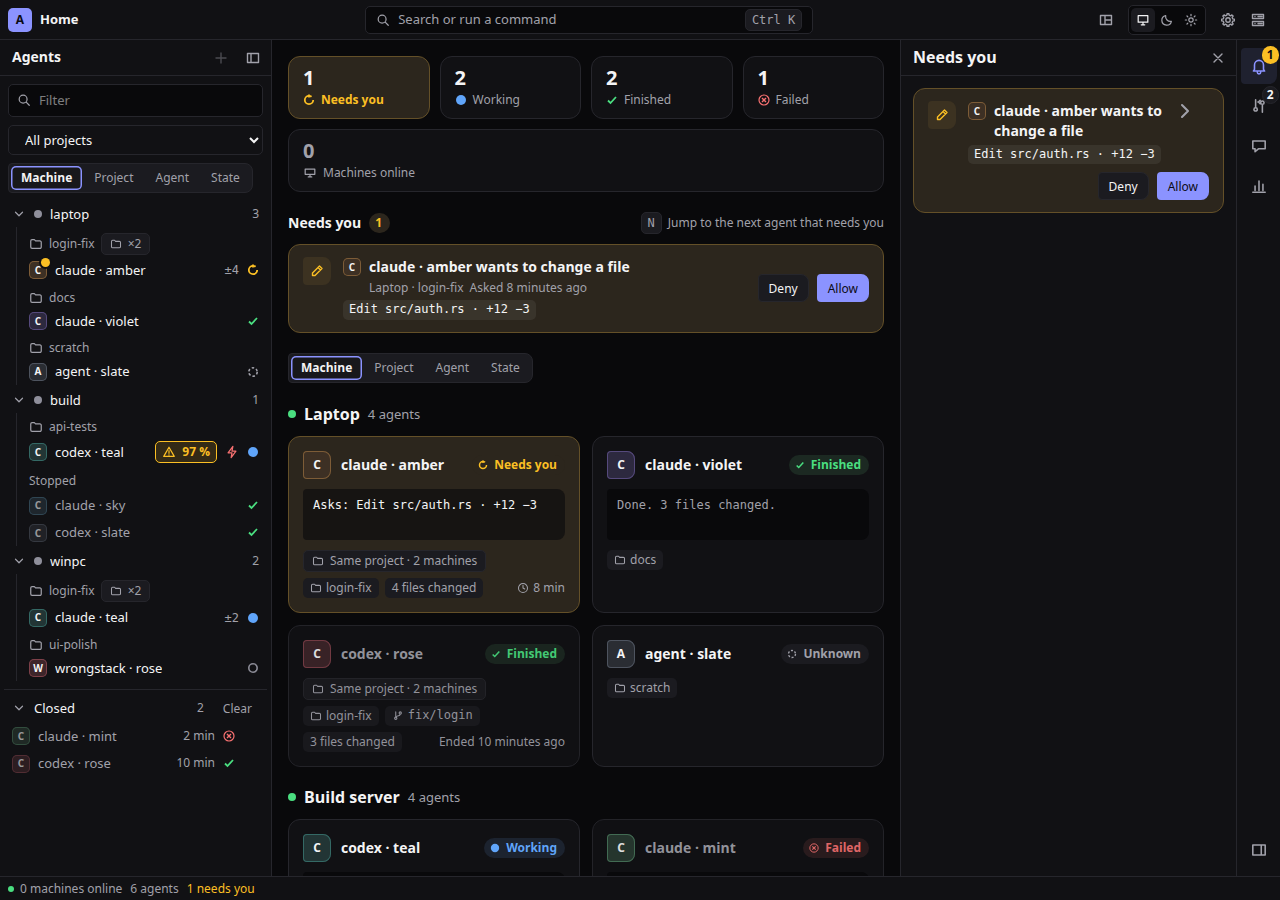 A Home
Search or run a command Ctrl K
Agents
Filter
All projects
Machine Project Agent State
laptop 3
login-fix ×2
C claude · amber ±4
docs
C claude · violet
scratch
A agent · slate
build 1
api-tests
C codex · teal 97 %
Stopped
C claude · sky
C codex · slate
winpc 2
login-fix ×2
C claude · teal ±2
ui-polish
W wrongstack · rose
Closed 2 Clear
C claude · mint 2 min
C codex · rose 10 min
1
Needs you
2
Working
2
Finished
1
Failed
0
Machines online
Needs you 1 N Jump to the next agent that needs you
C claude · amber wants to change a file
Laptop · login-fix Asked 8 minutes ago
Edit src/auth.rs · +12 −3
Deny Allow
Machine Project Agent State
Laptop 4 agents
C claude · amber Needs you
Asks: Edit src/auth.rs · +12 −3
Same project · 2 machines
login-fix 4 files changed 8 min
C claude · violet Finished
Done. 3 files changed.
docs
C codex · rose Finished
Same project · 2 machines
login-fix fix/login
3 files changed Ended 10 minutes ago
A agent · slate Unknown
scratch
Build server 4 agents
C codex · teal Working
C claude · mint Failed
Needs you
C claude · amber wants to
change a file
Edit src/auth.rs · +12 −3
Deny Allow
1
2
0 machines online 6 agents 1 needs you